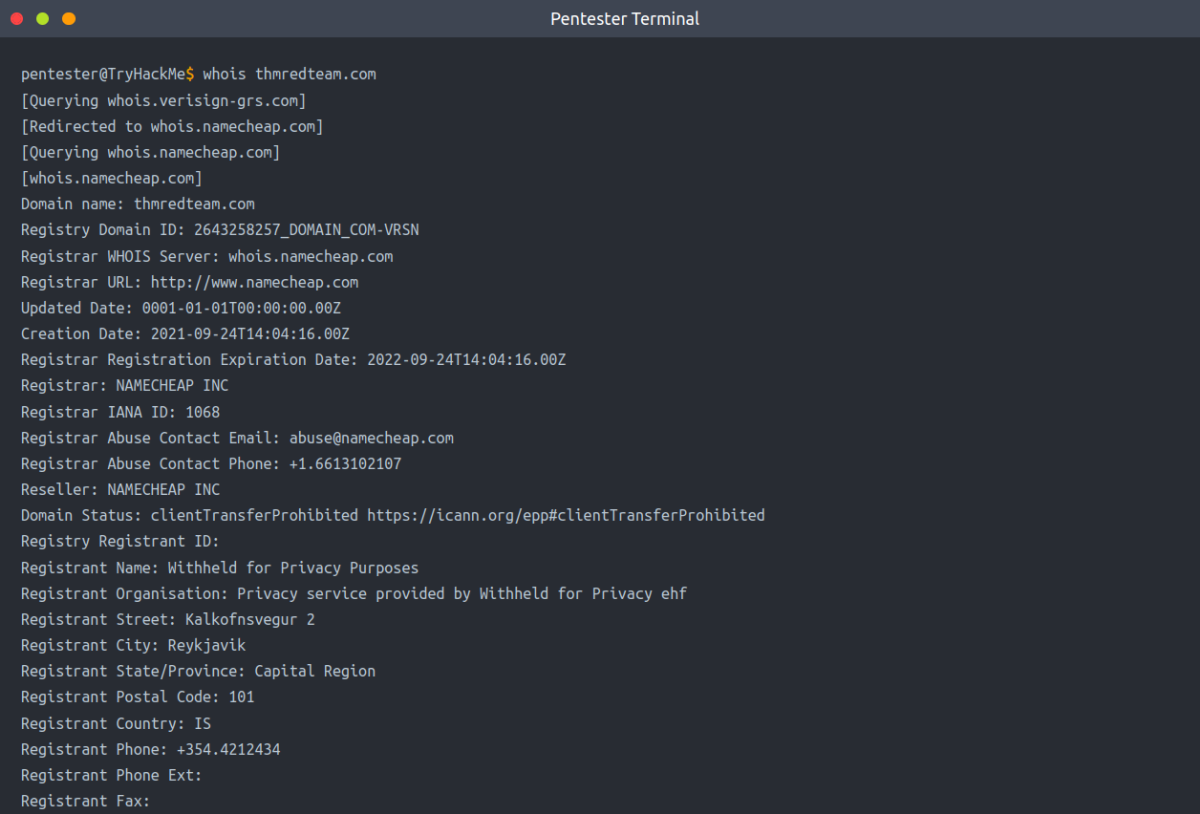 Pentester Terminal
pentester@TryHackMe$ whois thmredteam.com
[Querying whois.verisign-grs.com]
[Redirected to whois.namecheap.com]
[Querying whois.namecheap.com]
[whois.namecheap.com]
Domain name: thmredteam.com
Registry Domain ID: 2643258257_DOMAIN_COM-VRSN
Registrar WHOIS Server: whois.namecheap.com
Registrar URL: http://www.namecheap.com
Updated Date: 0001-01-01T00:00:00.00Z
Creation Date: 2021-09-24T14:04:16.00Z
Registrar Registration Expiration Date: 2022-09-24T14:04:16.00Z
Registrar: NAMECHEAP INC
Registrar IANA ID: 1068
Registrar Abuse Contact Email: abuse@namecheap.com
Registrar Abuse Contact Phone: +1.6613102107
Reseller: NAMECHEAP INC
Domain Status: clientTransferProhibited https://icann.org/epp#clientTransferProhibited
Registry Registrant ID:
Registrant Name: Withheld for Privacy Purposes
Registrant Organisation: Privacy service provided by Withheld for Privacy ehf
Registrant Street: Kalkofnsvegur 2
Registrant City: Reykjavik
Registrant State/Province: Capital Region
Registrant Postal Code: 101
Registrant Country: IS
Registrant Phone: +354.4212434
Registrant Phone Ext:
Registrant Fax: